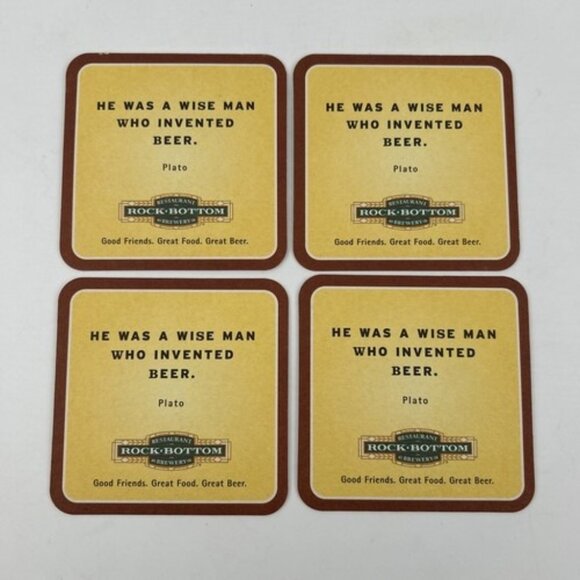 HE WAS A WISE MAN
WHO INVENTED
BEER.
Plato
RESTAURANT
ROCK·BOTTOM
BREWERY
Good Friends. Great Food. Great Beer.
HE WAS A WISE MAN
WHO INVENTED
BEER.
Plato
RESTAURANT
ROCK·BOTTOM
BREWERY
Good Friends. Great Food. Great Beer.
HE WAS A WISE MAN
WHO INVENTED
BEER.
Plato
RESTAURANT
ROCK·BOTTOM
BREWERY
Good Friends. Great Food. Great Beer.
HE WAS A WISE MAN
WHO INVENTED
BEER.
Plato
RESTAURANT
ROCK·BOTTOM
BREWERY
Good Friends. Great Food. Great Beer.